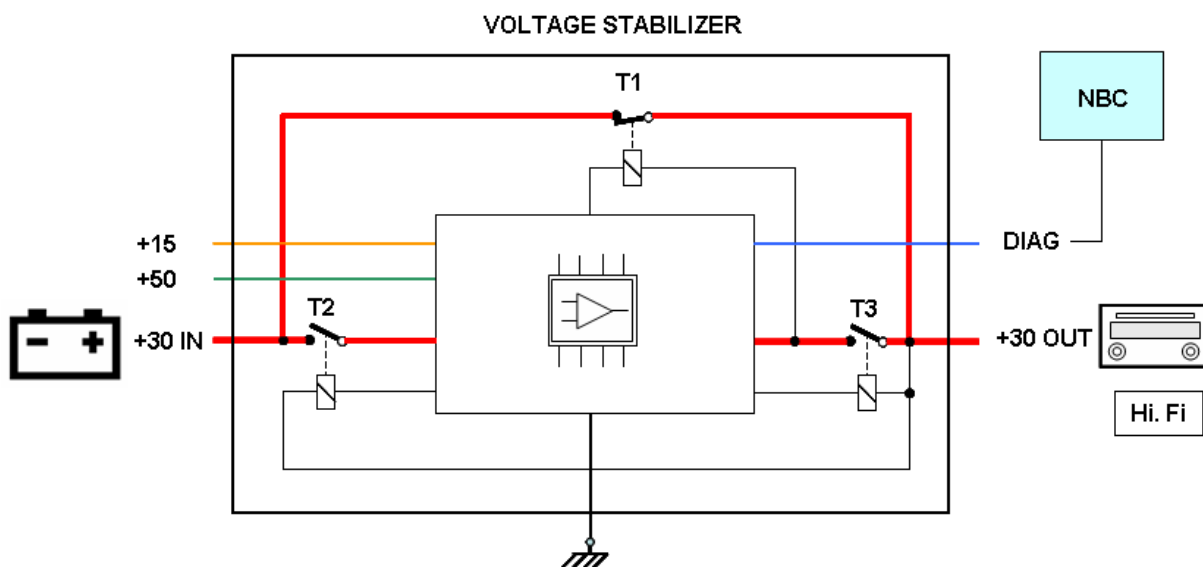 VOLTAGE STABILIZER
T1
NBC
+15
DIAG
+50
T2
T3
+30 IN
+30 OUT
Hi. Fi